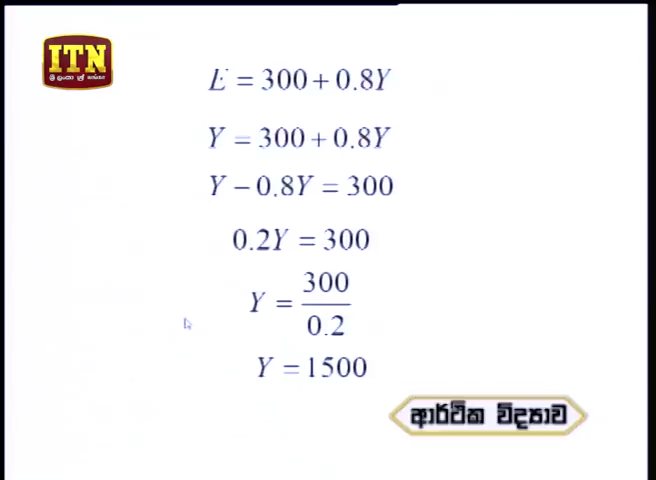 ITN
E = 300 + 0.8Y
Y = 300 + 0.8Y
Y − 0.8Y = 300
0.2Y = 300
Y = 300/0.2
Y = 1500
ආර්ථික විද්‍යාව